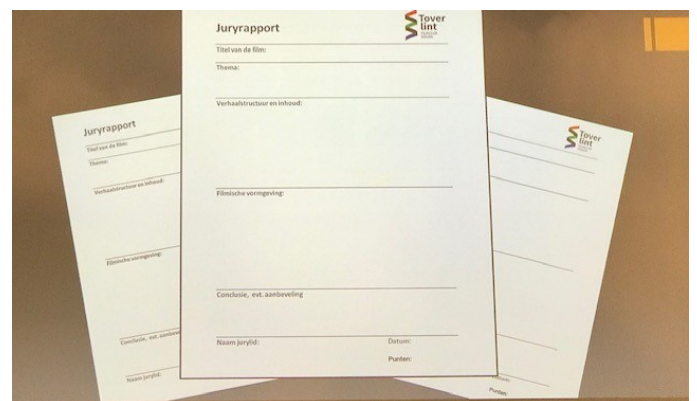 Juryrapport
Titel van de film:
Thema:
Verhaalstructuur en inhoud:
Filmische vormgeving:
Conclusie, evt. aanbeve
Naam jurylid:
Juryrapport
Tover
lint
Titel van de film:
Thema:
Verhaalstructuur en inhoud:
Filmische vormgeving:
Conclusie, evt. aanbeveling
Naam jurylid: Datum:
Punten:
Tover
lint
Datum:
Punten: